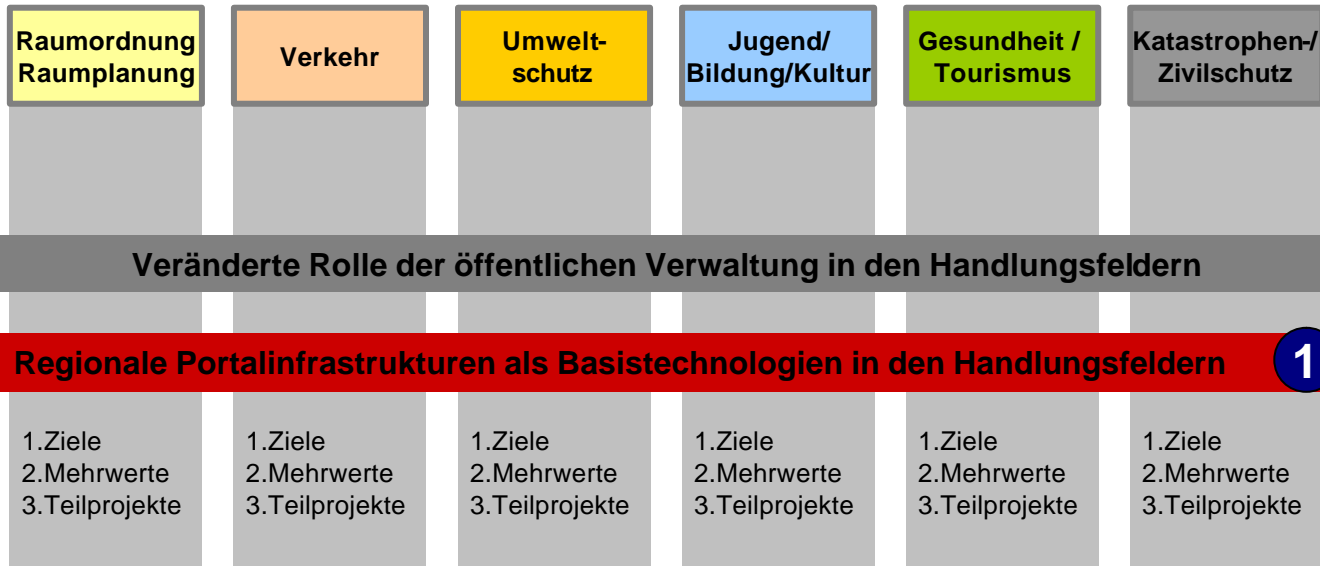 Raumordnung
Raumplanung
Verkehr
Umwelt-
schutz
Jugend/
Bildung/Kultur
Gesundheit /
Tourismus
Katastrophen-/
Zivilschutz
Veränderte Rolle der öffentlichen Verwaltung in den Handlungsfeldern
Regionale Portalinfrastrukturen als Basistechnologien in den Handlungsfeldern
1
1.Ziele
2.Mehrwerte
3.Teilprojekte
1.Ziele
2.Mehrwerte
3.Teilprojekte
1.Ziele
2.Mehrwerte
3.Teilprojekte
1.Ziele
2.Mehrwerte
3.Teilprojekte
1.Ziele
2.Mehrwerte
3.Teilprojekte
1.Ziele
2.Mehrwerte
3.Teilprojekte